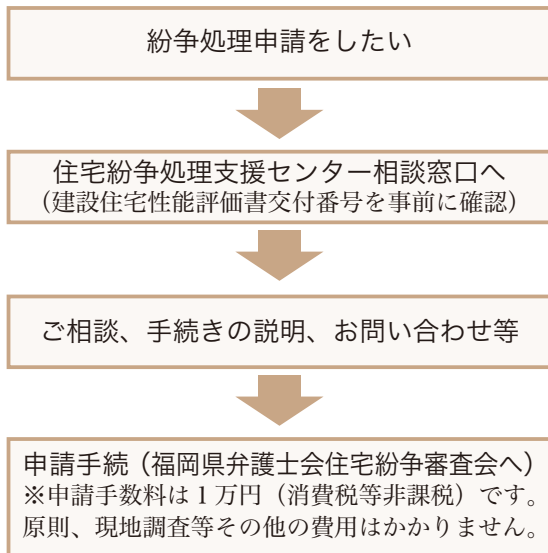 紛争処理申請をしたい
住宅紛争処理支援センター相談窓口へ
（建設住宅性能評価書交付番号を事前に確認）
ご相談、手続きの説明、お問い合わせ等
申請手続（福岡県弁護士会住宅紛争審査会へ）
※申請手数料は１万円（消費税等非課税）です。
原則、現地調査等その他の費用はかかりません。